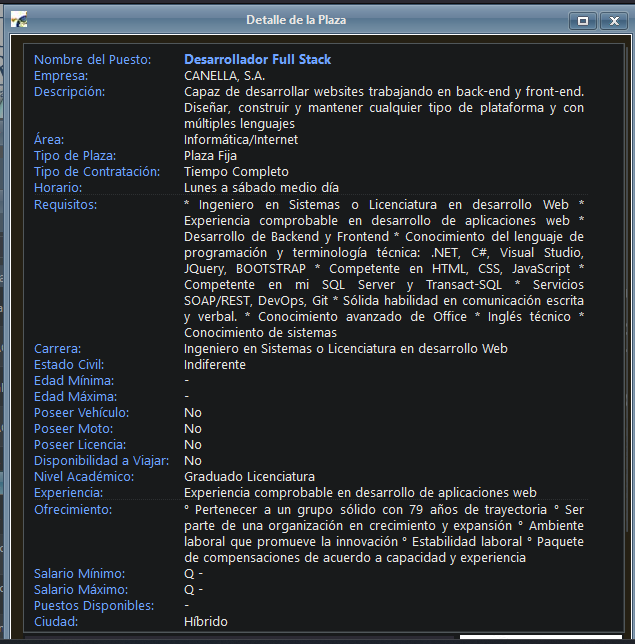 Detalle de la Plaza
Nombre del Puesto: Desarrollador Full Stack
Empresa: CANELLA, S.A.
Descripción: Capaz de desarrollar websites trabajando en back-end y front-end.
Diseñar, construir y mantener cualquier tipo de plataforma y con
múltiples lenguajes
Área: Informática/Internet
Tipo de Plaza: Plaza Fija
Tipo de Contratación: Tiempo Completo
Horario: Lunes a sábado medio día
Requisitos: * Ingeniero en Sistemas o Licenciatura en desarrollo Web *
Experiencia comprobable en desarrollo de aplicaciones web *
Desarrollo de Backend y Frontend * Conocimiento del lenguaje de
programación y terminología técnica: .NET, C#, Visual Studio,
JQuery, BOOTSTRAP * Competente en HTML, CSS, JavaScript *
Competente en mi SQL Server y Transact-SQL * Servicios
SOAP/REST, DevOps, Git * Sólida habilidad en comunicación escrita
y verbal. * Conocimiento avanzado de Office * Inglés técnico *
Conocimiento de sistemas
Carrera: Ingeniero en Sistemas o Licenciatura en desarrollo Web
Estado Civil: Indiferente
Edad Mínima: -
Edad Máxima: -
Poseer Vehículo: No
Poseer Moto: No
Poseer Licencia: No
Disponibilidad a Viajar: No
Nivel Académico: Graduado Licenciatura
Experiencia: Experiencia comprobable en desarrollo de aplicaciones web
Ofrecimiento: ° Pertenecer a un grupo sólido con 79 años de trayectoria ° Ser
parte de una organización en crecimiento y expansión ° Ambiente
laboral que promueve la innovación ° Estabilidad laboral ° Paquete
de compensaciones de acuerdo a capacidad y experiencia
Salario Mínimo: Q -
Salario Máximo: Q -
Puestos Disponibles: -
Ciudad: Híbrido